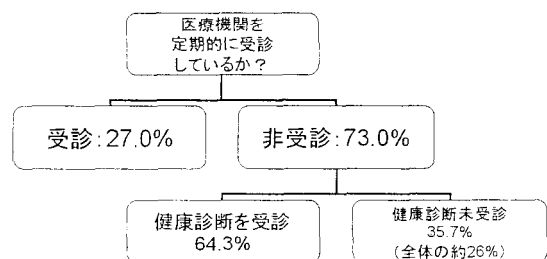 医療機関を
定期的に受診
しているか？
受診：27.0%
非受診：73.0%
健康診断を受診
64.3%
健康診断未受診
35.7%
（全体の約26%）